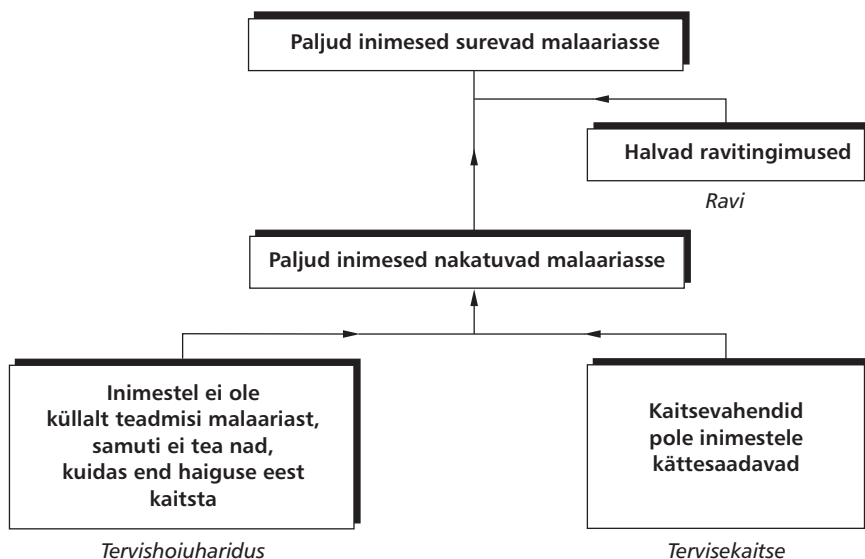 Paljud inimesed surevad malaariasse
Halvad ravitingimused
Ravi
Paljud inimesed nakatuvad malaariasse
Inimestel ei ole
küllalt teadmisi malaariast,
samuti ei tea nad,
kuidas end haiguse eest
kaitsta
Tervishoiuharidus
Kaitsevahendid
pole inimestele
kättesaadavad
Tervisekaitse